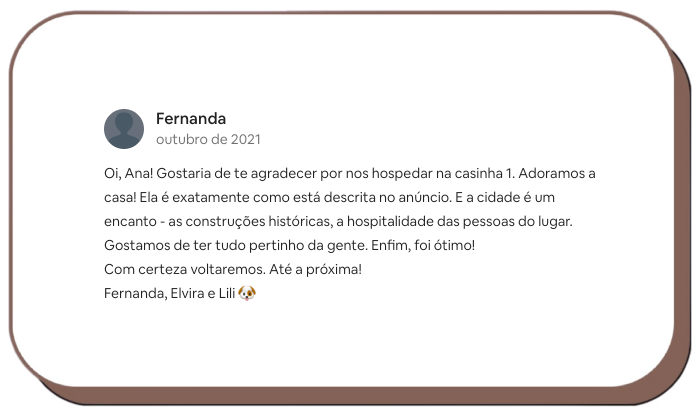 Fernanda
outubro de 2021
Oi, Ana! Gostaria de te agradecer por nos hospedar na casinha 1. Adoramos a
casa! Ela é exatamente como está descrita no anúncio. E a cidade é um
encanto - as construções históricas, a hospitalidade das pessoas do lugar.
Gostamos de ter tudo pertinho da gente. Enfim, foi ótimo!
Com certeza voltaremos. Até a próxima!
Fernanda, Elvira e Lili 🐶